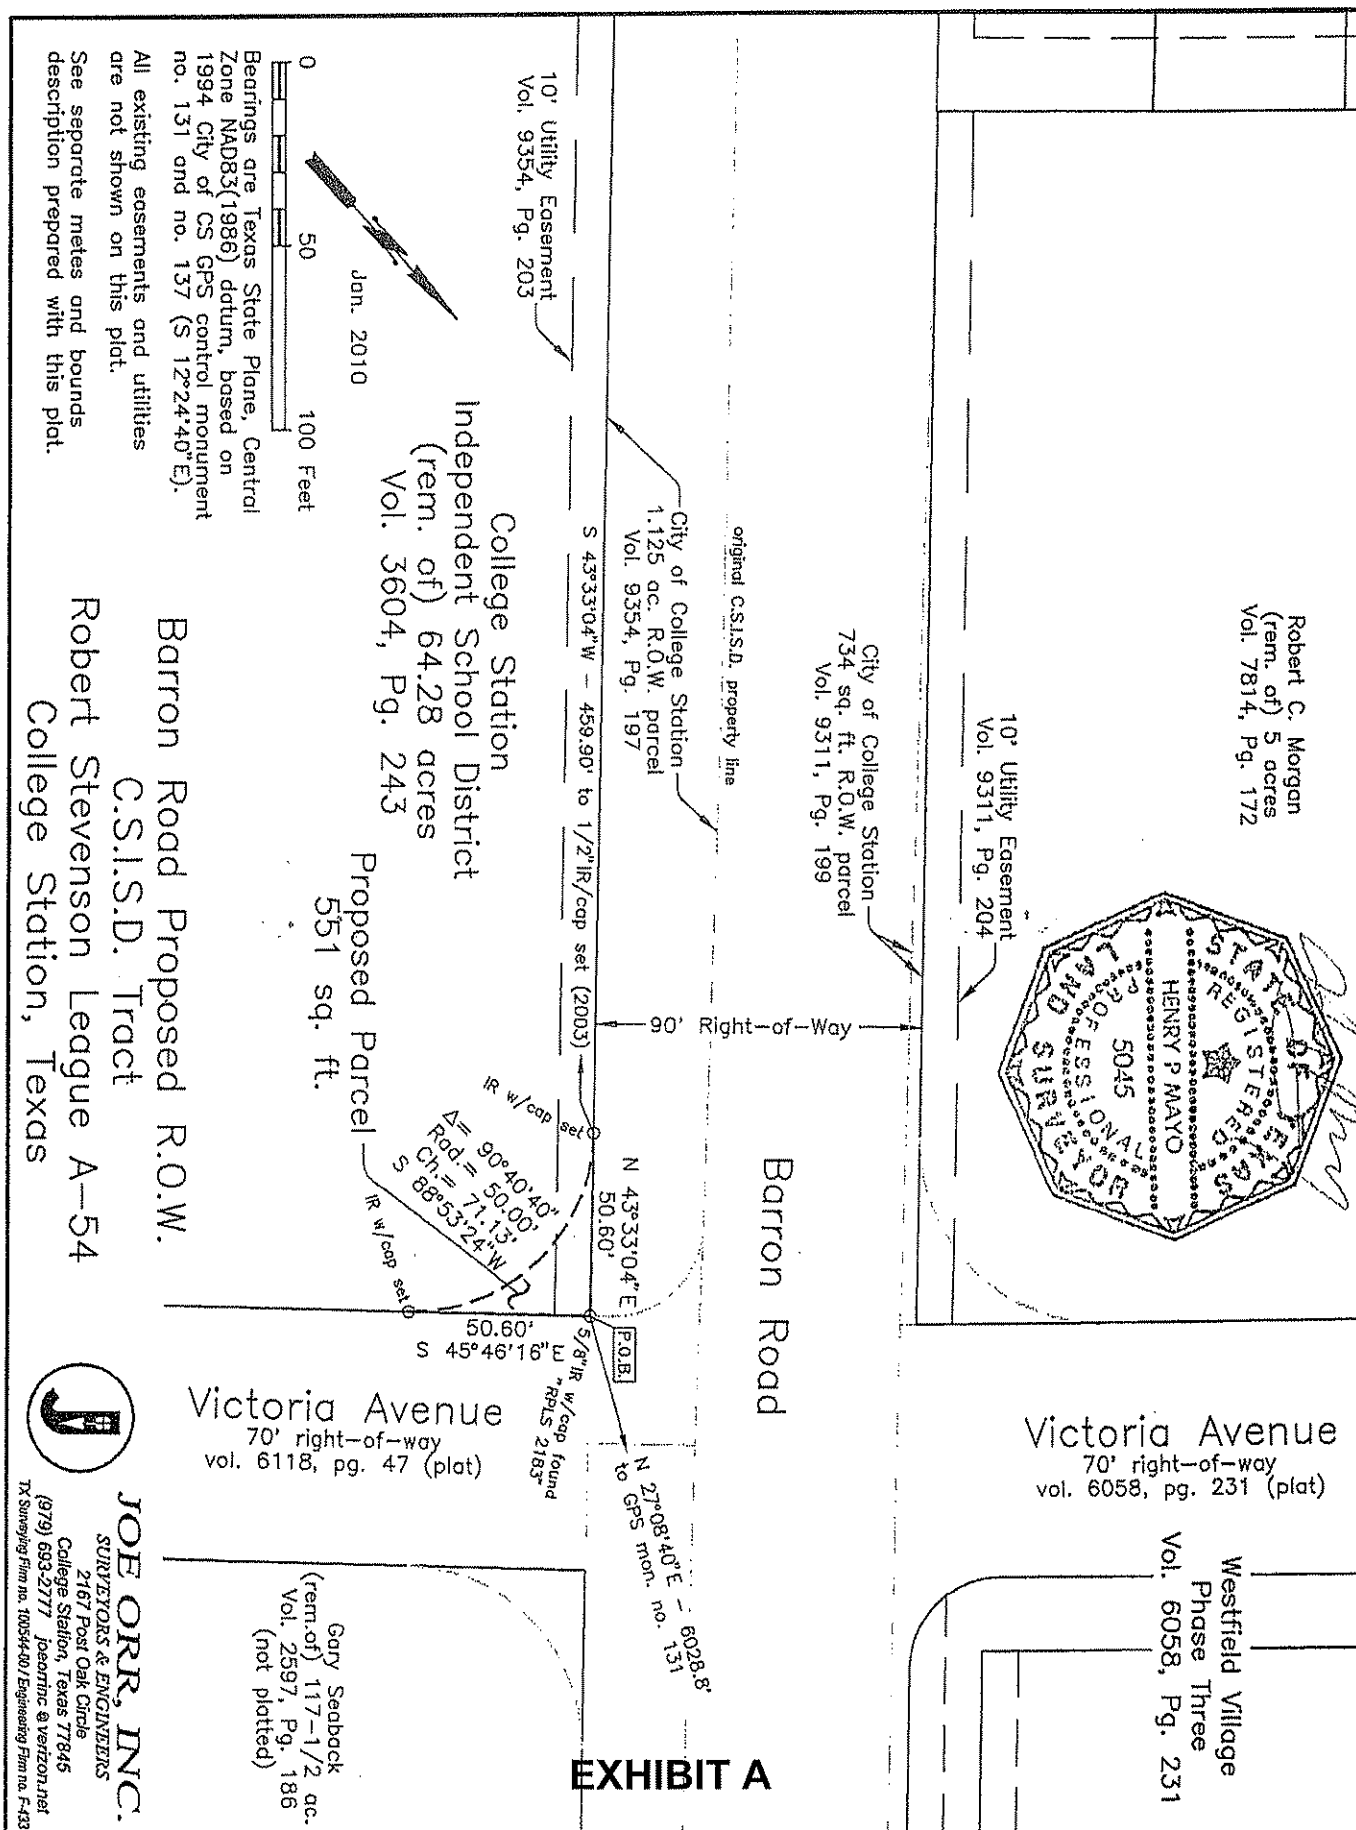 Robert C. Morgan
(rem. of) 5 acres
Vol. 7814, Pg. 172
10' Utility Easement
Vol. 9311, Pg. 204
City of College Station
734 sq. ft. R.O.W. parcel
Vol. 9311, Pg. 199
STATE OF TEXAS
REGISTERED
HENRY P MAYO
5045
PROFESSIONAL
LAND SURVEYOR
Victoria Avenue
70' right-of-way
vol. 6058, pg. 231 (plat)
Westfield Village
Phase Three
Vol. 6058, Pg. 231
original C.S.I.S.D. property line
City of College Station
1.125 ac. R.O.W. parcel
Vol. 9354, Pg. 197
90' Right-of-Way
Barron Road
10' Utility Easement
Vol. 9354, Pg. 203
S 43°33'04"W - 459.90' to 1/2"IR/cap set (2003)
N 43°33'04"E
50.60'
IR w/cap set
Δ= 90°40'40"
Rad.= 50.00'
Ch.= 71.13'
S 88°53'24"W
IR w/cap set
50.60'
S 45°46'16"E
P.O.B.
5/8"IR w/cap found
"RPLS 2183"
N 27°08'40"E - 6028.8'
to GPS mon. no. 131
College Station
Independent School District
(rem. of) 64.28 acres
Vol. 3604, Pg. 243
Proposed Parcel
551 sq. ft.
Victoria Avenue
70' right-of-way
vol. 6118, pg. 47 (plat)
Gary Seaback
(rem.of) 117-1/2 ac.
Vol. 2597, Pg. 186
(not platted)
Jan. 2010
0 50 100 Feet
Bearings are Texas State Plane, Central
Zone NAD83(1986) datum, based on
1994 City of CS GPS control monument
no. 131 and no. 137 (S 12°24'40"E).
All existing easements and utilities
are not shown on this plat.
See separate metes and bounds
description prepared with this plat.
Barron Road Proposed R.O.W.
C.S.I.S.D. Tract
Robert Stevenson League A-54
College Station, Texas
J
JOE ORR, INC.
SURVEYORS & ENGINEERS
2167 Post Oak Circle
College Station, Texas 77845
(979) 693-2777 joeorrinc@verizon.net
TX Surveying Firm no. 100544-00 / Engineering Firm no. F-433
EXHIBIT A